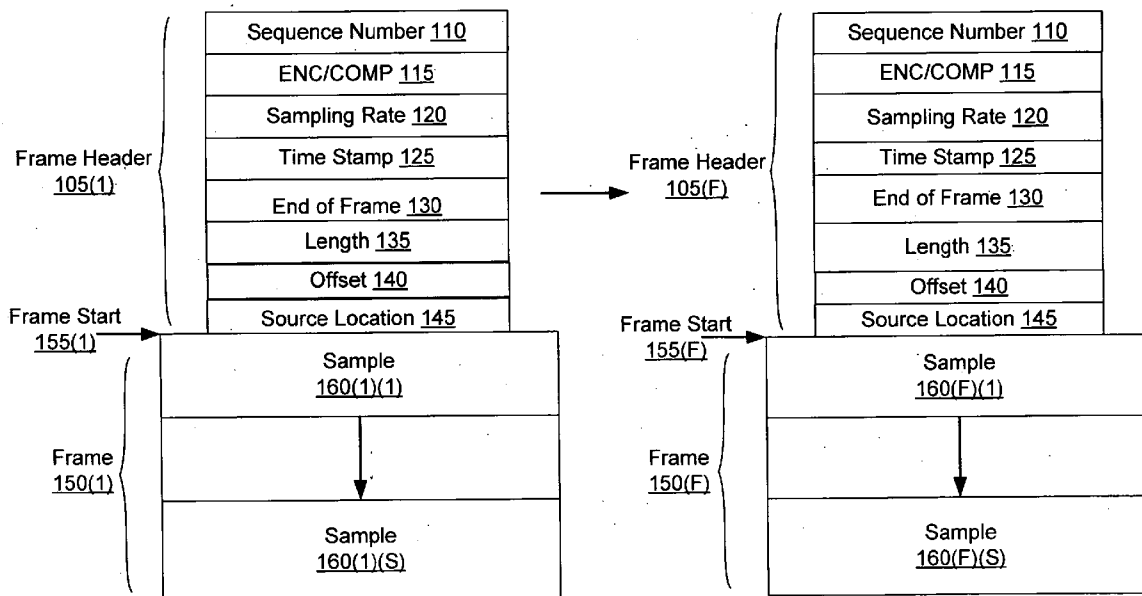 Sequence Number 110
ENC/COMP 115
Sampling Rate 120
Time Stamp 125
End of Frame 130
Length 135
Offset 140
Source Location 145
Frame Header
105(1)
Frame Start
155(1)
Sample
160(1)(1)
Frame
150(1)
Sample
160(1)(S)
Sequence Number 110
ENC/COMP 115
Sampling Rate 120
Time Stamp 125
End of Frame 130
Length 135
Offset 140
Source Location 145
Frame Header
105(F)
Frame Start
155(F)
Sample
160(F)(1)
Frame
150(F)
Sample
160(F)(S)